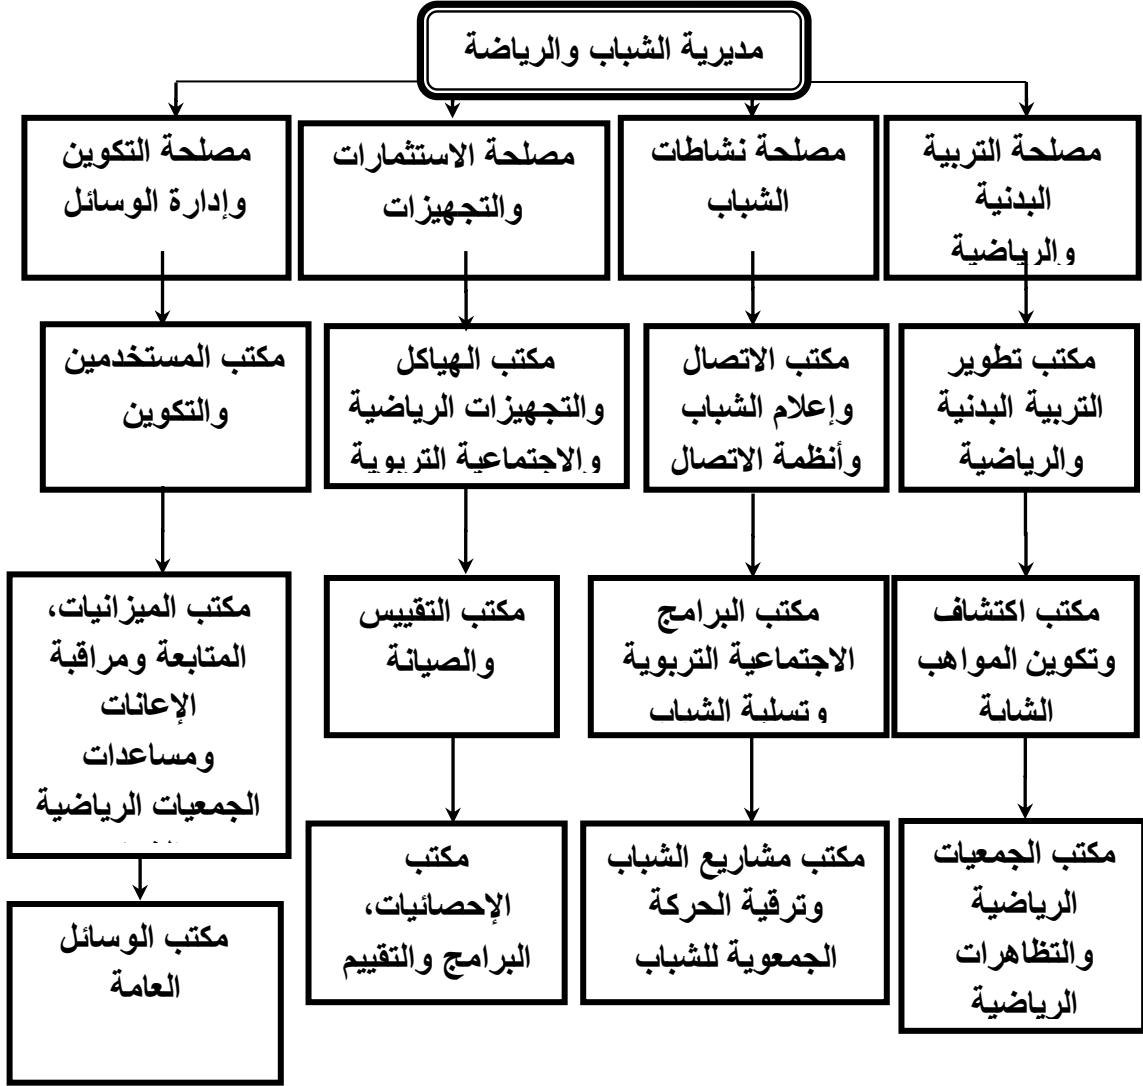 مديرية الشباب والرياضة
مصلحة التربية
البدنية
والرياضية
مصلحة نشاطات
الشباب
مصلحة الاستثمارات
والتجهيزات
مصلحة التكوين
وإدارة الوسائل
مكتب تطوير
التربية البدنية
والرياضية
مكتب الاتصال
وإعلام الشباب
وأنظمة الاتصال
مكتب الهياكل
والتجهيزات الرياضية
والاجتماعية التربوية
مكتب المستخدمين
والتكوين
مكتب اكتشاف
وتكوين المواهب
الشابة
مكتب البرامج
الاجتماعية التربوية
وتسلية الشباب
مكتب التقييس
والصيانة
مكتب الميزانيات،
المتابعة ومراقبة
الإعانات
ومساعدات
الجمعيات الرياضية
مكتب الجمعيات
الرياضية
والتظاهرات
الرياضية
مكتب مشاريع الشباب
وترقية الحركة
الجمعوية للشباب
مكتب
الإحصائيات،
البرامج والتقييم
مكتب الوسائل
العامة